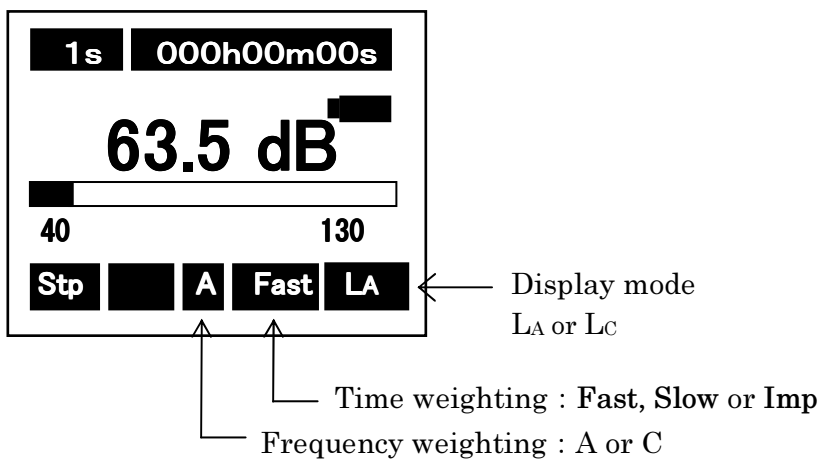 1s 000h00m00s
63.5 dB
40 130
Stp A Fast LA
Display mode
LA or LC
Time weighting : Fast, Slow or Imp
Frequency weighting : A or C